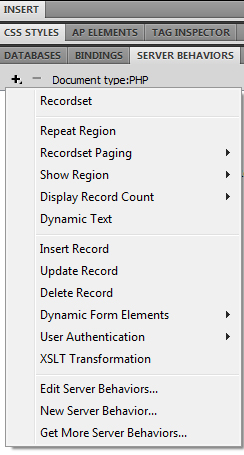 INSERT
CSS STYLES AP ELEMENTS TAG INSPECTOR
DATABASES BINDINGS SERVER BEHAVIORS
Document type:PHP
Recordset
Repeat Region
Recordset Paging
Show Region
Display Record Count
Dynamic Text
Insert Record
Update Record
Delete Record
Dynamic Form Elements
User Authentication
XSLT Transformation
Edit Server Behaviors...
New Server Behavior...
Get More Server Behaviors...